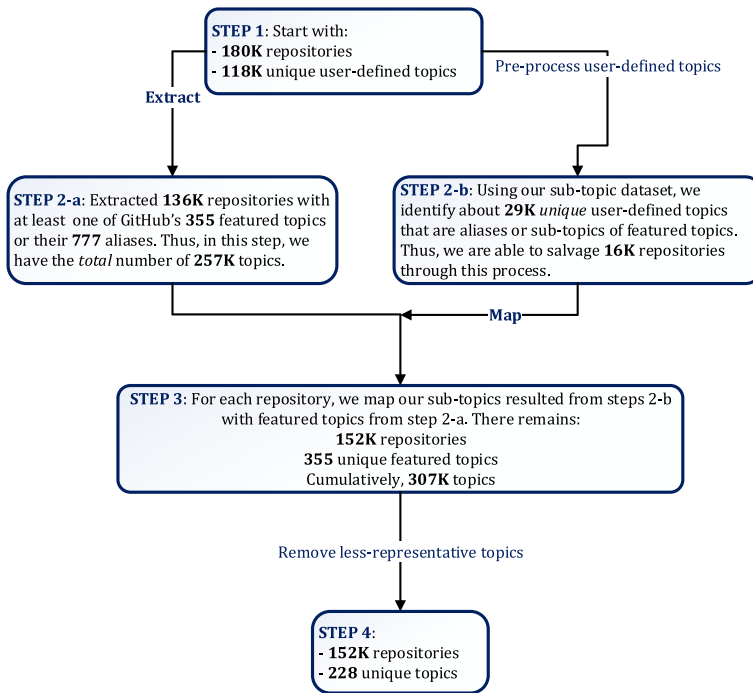 STEP 1: Start with:
- 180K repositories
- 118K unique user-defined topics
Extract
Pre-process user-defined topics
STEP 2-a: Extracted 136K repositories with
at least one of GitHub's 355 featured topics
or their 777 aliases. Thus, in this step, we
have the total number of 257K topics.
STEP 2-b: Using our sub-topic dataset, we
identify about 29K unique user-defined topics
that are aliases or sub-topics of featured topics.
Thus, we are able to salvage 16K repositories
through this process.
Map
STEP 3: For each repository, we map our sub-topics resulted from steps 2-b
with featured topics from step 2-a. There remains:
152K repositories
355 unique featured topics
Cumulatively, 307K topics
Remove less-representative topics
STEP 4:
- 152K repositories
- 228 unique topics